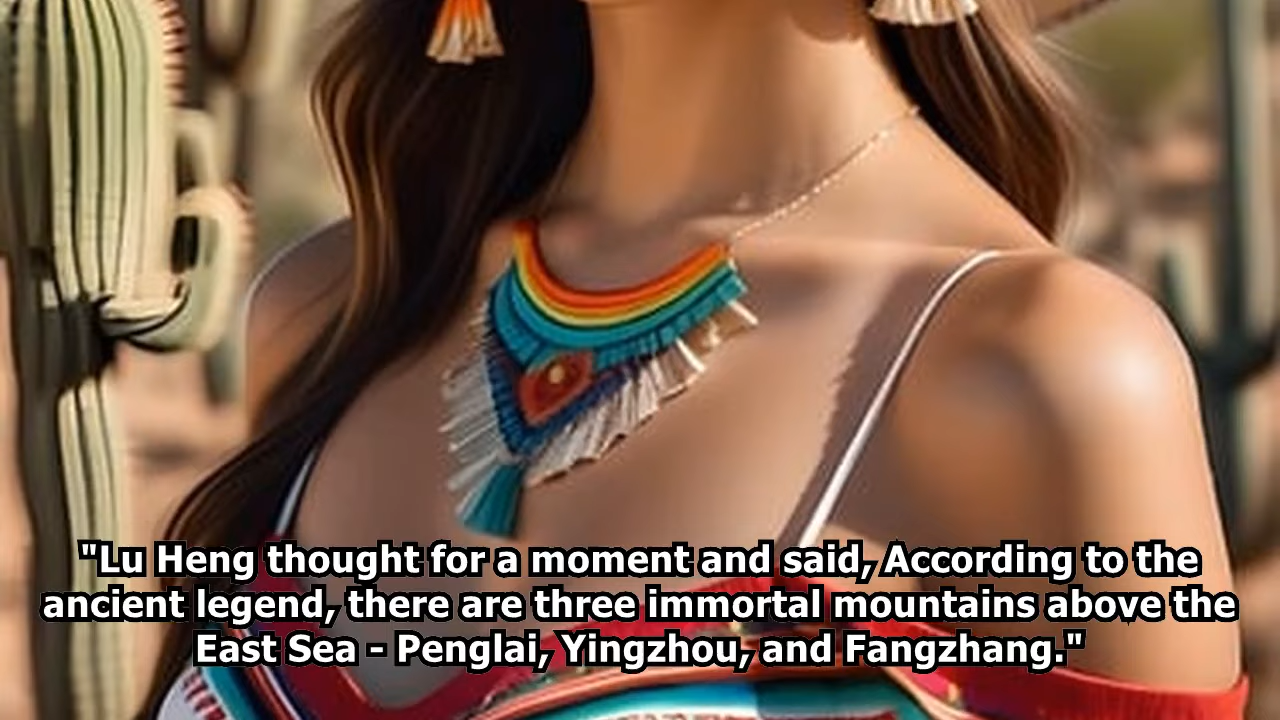 "Lu Heng thought for a moment and said, According to the
ancient legend, there are three immortal mountains above the
East Sea - Penglai, Yingzhou, and Fangzhang."